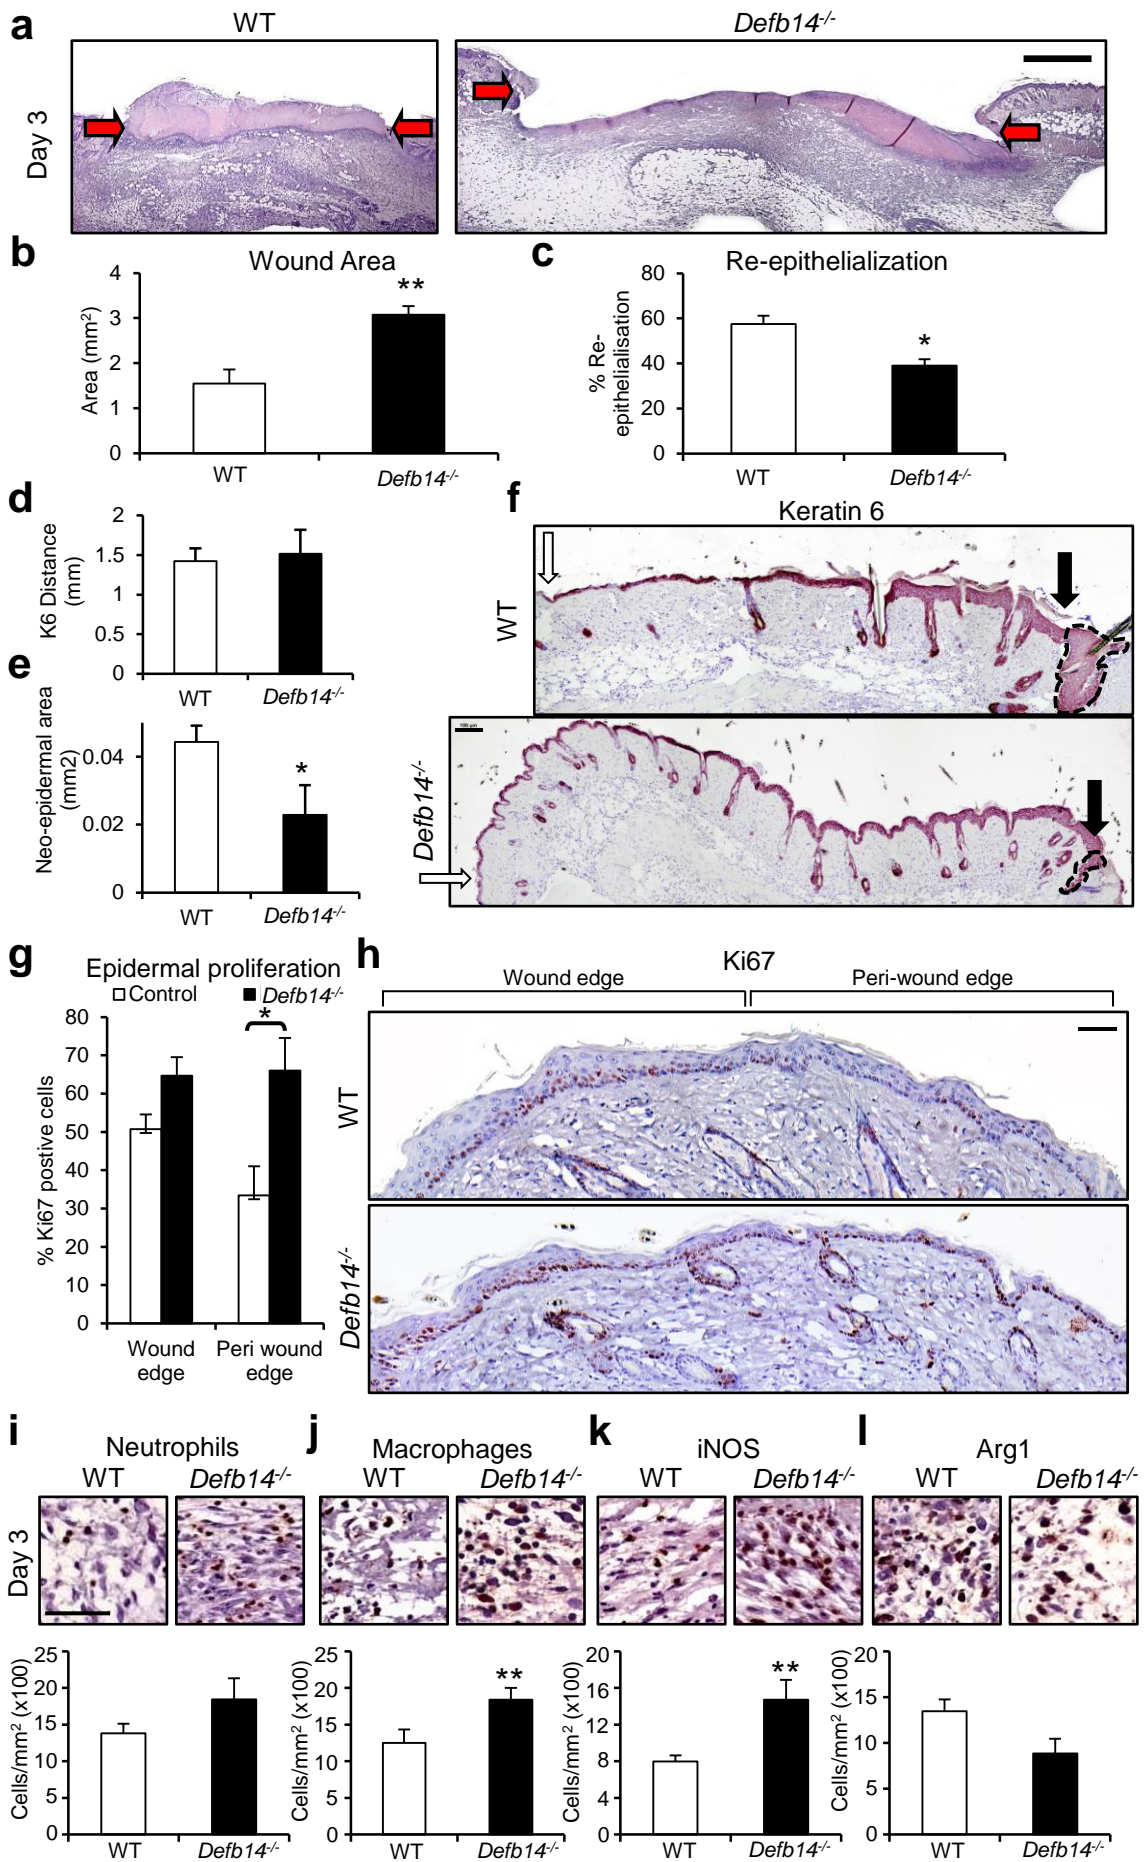 a
WT
Defb14-/-
Day 3
b
Wound Area
Area (mm2)
4
3
2
1
0
**
WT
Defb14-/-
c
Re-epithelialization
% Re-
epithelialisation
80
60
40
20
0
*
WT
Defb14-/-
d
K6 Distance
(mm)
2
1.5
1
0.5
0
WT
Defb14-/-
e
Neo-epidermal area
(mm2)
0.04
0.02
0
*
WT
Defb14-/-
f
Keratin 6
WT
Defb14-/-
100 µm
g
Epidermal proliferation
Control
Defb14-/-
% Ki67 postive cells
80
70
60
50
40
30
20
10
0
*
Wound
edge
Peri wound
edge
h
Ki67
Wound edge
Peri-wound edge
WT
Defb14-/-
i
Neutrophils
WT
Defb14-/-
Day 3
Cells/mm2 (x100)
25
20
15
10
5
0
WT
Defb14-/-
j
Macrophages
WT
Defb14-/-
Cells/mm2 (x100)
25
20
15
10
5
0
**
WT
Defb14-/-
k
iNOS
WT
Defb14-/-
Cells/mm2 (x100)
20
16
12
8
4
0
**
WT
Defb14-/-
l
Arg1
WT
Defb14-/-
Cells/mm2 (x100)
20
15
10
5
0
WT
Defb14-/-